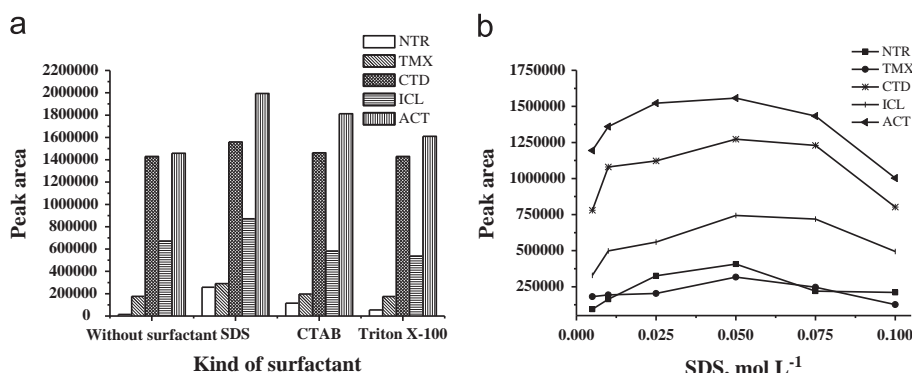 a
NTR
TMX
CTD
ICL
ACT
2200000
2000000
1800000
1600000
1400000
1200000
1000000
800000
600000
400000
200000
0
Peak area
Without surfactant SDS CTAB Triton X-100
Kind of surfactant
b
NTR
TMX
CTD
ICL
ACT
1750000
1500000
1250000
1000000
750000
500000
250000
Peak area
0.000 0.025 0.050 0.075 0.100
SDS, mol L-1